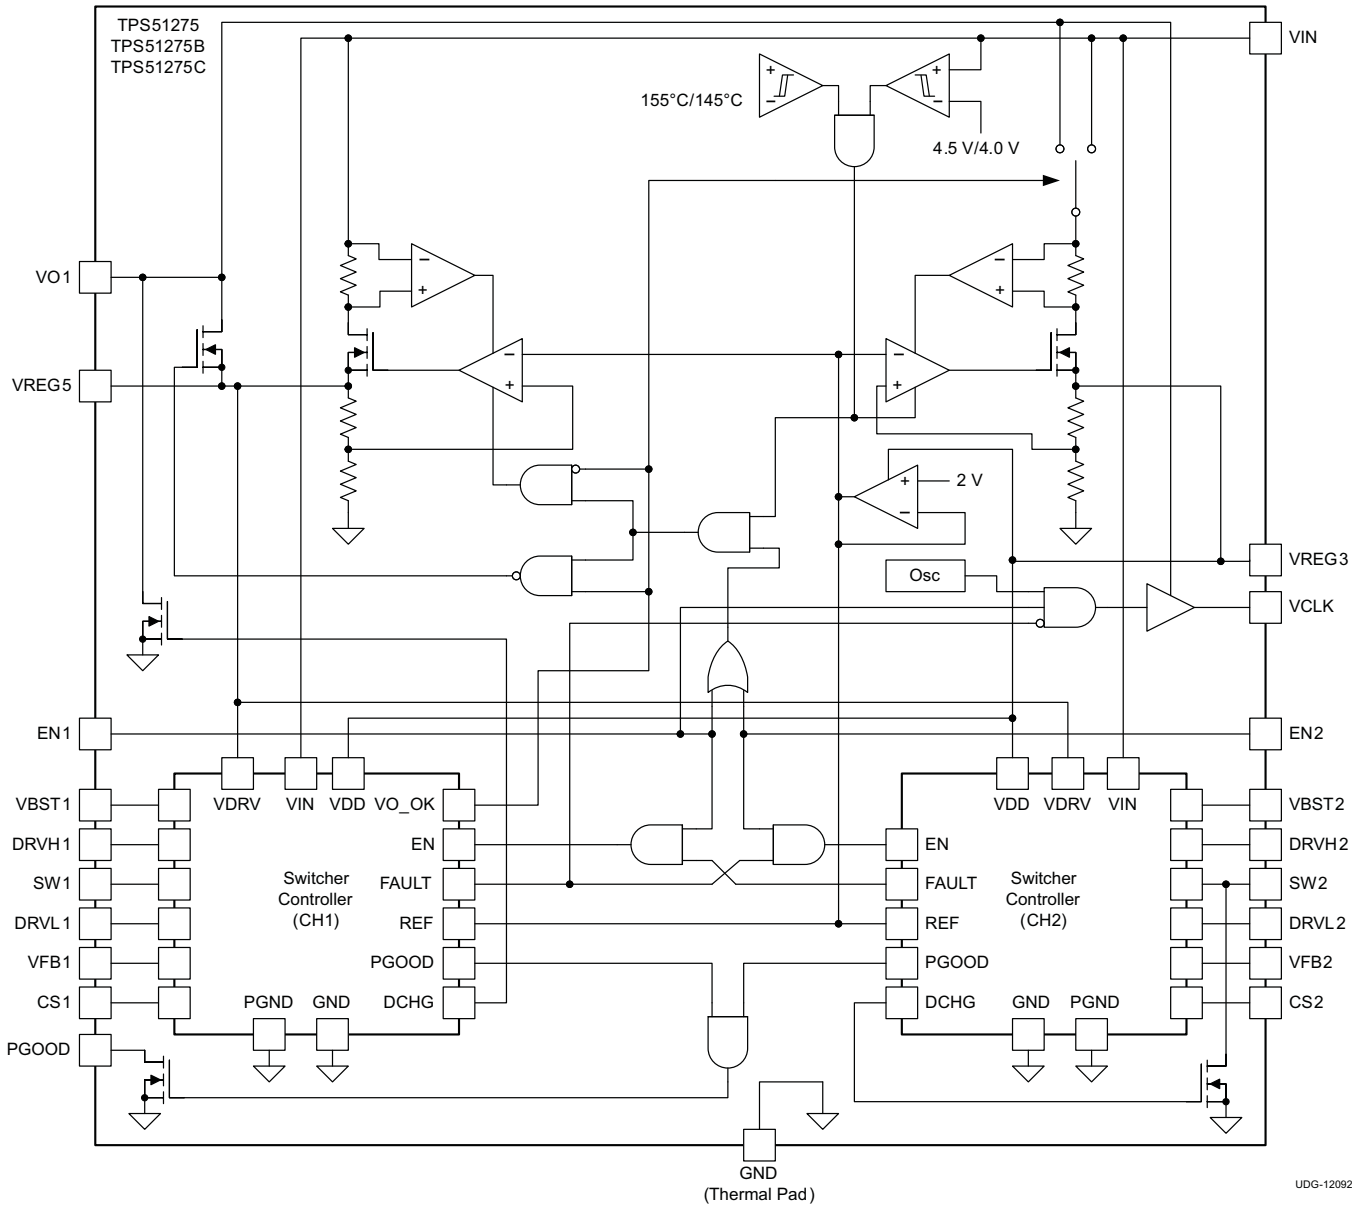 TPS51275
TPS51275B
TPS51275C
VIN
155°C/145°C
+
−
+
−
4.5 V/4.0 V
VO1
−
+
−
+
VREG5
−
+
−
+
+
2 V
−
Osc
VREG3
VCLK
EN1
EN2
VBST1
DRVH1
SW1
DRVL1
VFB1
CS1
PGOOD
VDRV
VIN
VDD
VO_OK
EN
FAULT
REF
PGOOD
DCHG
Switcher
Controller
(CH1)
PGND
GND
VDD
VDRV
VIN
EN
FAULT
REF
PGOOD
DCHG
Switcher
Controller
(CH2)
GND
PGND
VBST2
DRVH2
SW2
DRVL2
VFB2
CS2
GND
(Thermal Pad)
UDG-12092